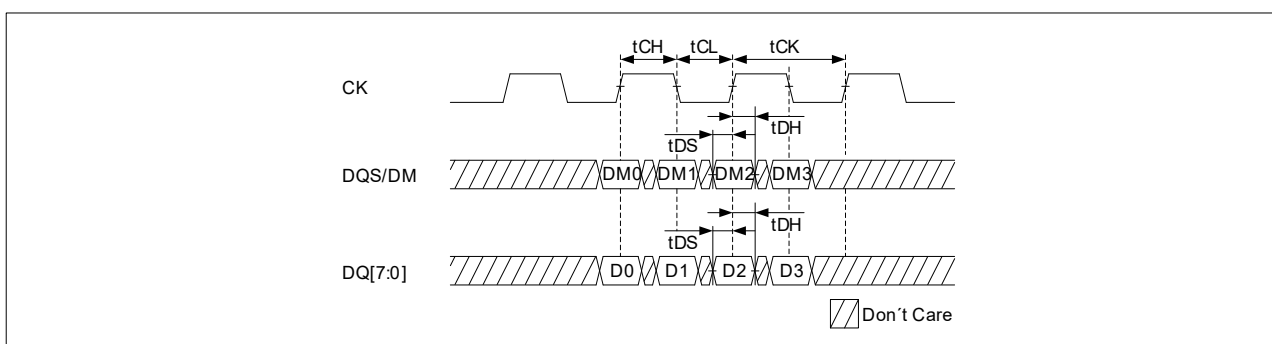 tCH tCL tCK
CK
tDH
tDS
DQS/DM DM0 DM1 DM2 DM3
tDH
tDS
DQ[7:0] D0 D1 D2 D3
Don´t Care